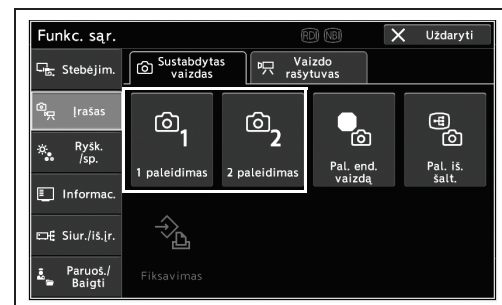 Funkc. sąr.
RDI NBI
Uždaryti
Stebėjim.
Sustabdytas
vaizdas
Vaizdo
rašytuvas
Įrašas
1
2
1 paleidimas
2 paleidimas
Pal. end.
vaizdą
Pal. iš.
šalt.
Ryšk.
/sp.
Informac.
Siur./iš.įr.
Paruoš./
Baigti
Fiksavimas